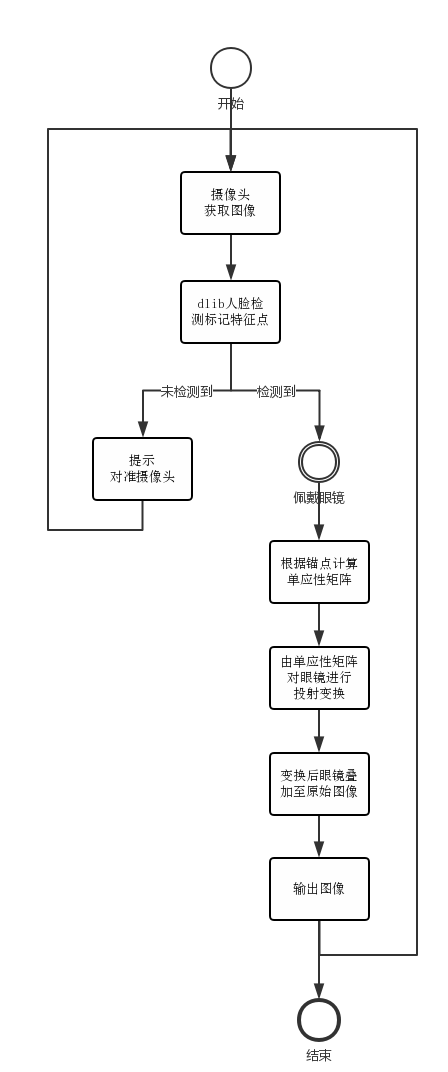 开始
摄像头
获取图像
dlib人脸检
测标记特征点
未检测到
检测到
提示
对准摄像头
佩戴眼镜
根据锚点计算
单应性矩阵
由单应性矩阵
对眼镜进行
投射变换
变换后眼镜叠
加至原始图像
输出图像
结束